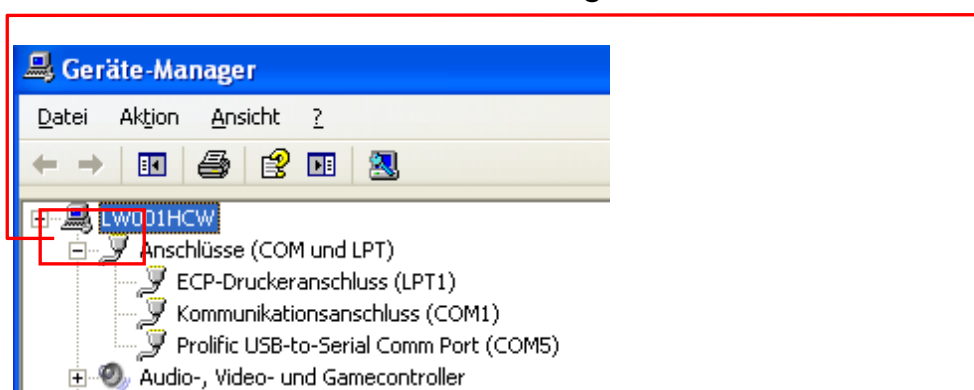 Geräte-Manager
Datei Aktion Ansicht ?
LW001HCW
Anschlüsse (COM und LPT)
ECP-Druckeranschluss (LPT1)
Kommunikationsanschluss (COM1)
Prolific USB-to-Serial Comm Port (COM5)
Audio-, Video- und Gamecontroller